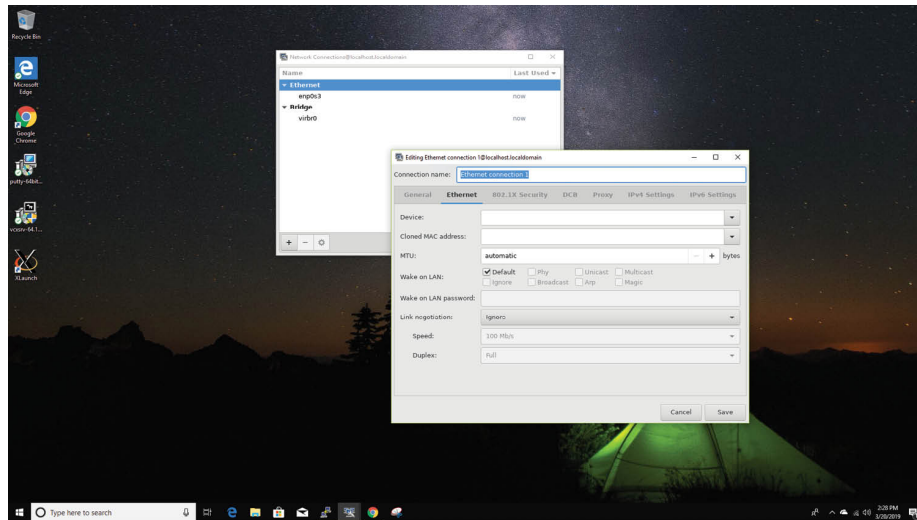 Recycle Bin
Microsoft
Edge
Google
Chrome
putty-64bit...
vcxsrv-64.1....
XLaunch
Network Connections@localhost.localdomain
Name Last Used
Ethernet
enp0s3 now
Bridge
virbr0 now
Editing Ethernet connection 1@localhost.localdomain
Connection name: Ethernet connection 1
General Ethernet 802.1X Security DCB Proxy IPv4 Settings IPv6 Settings
Device:
Cloned MAC address:
MTU: automatic bytes
Wake on LAN: Default Phy Unicast Multicast
Ignore Broadcast Arp Magic
Wake on LAN password:
Link negotiation: Ignore
Speed: 100 Mb/s
Duplex: Full
Cancel Save
Type here to search
2:28 PM
3/20/2019